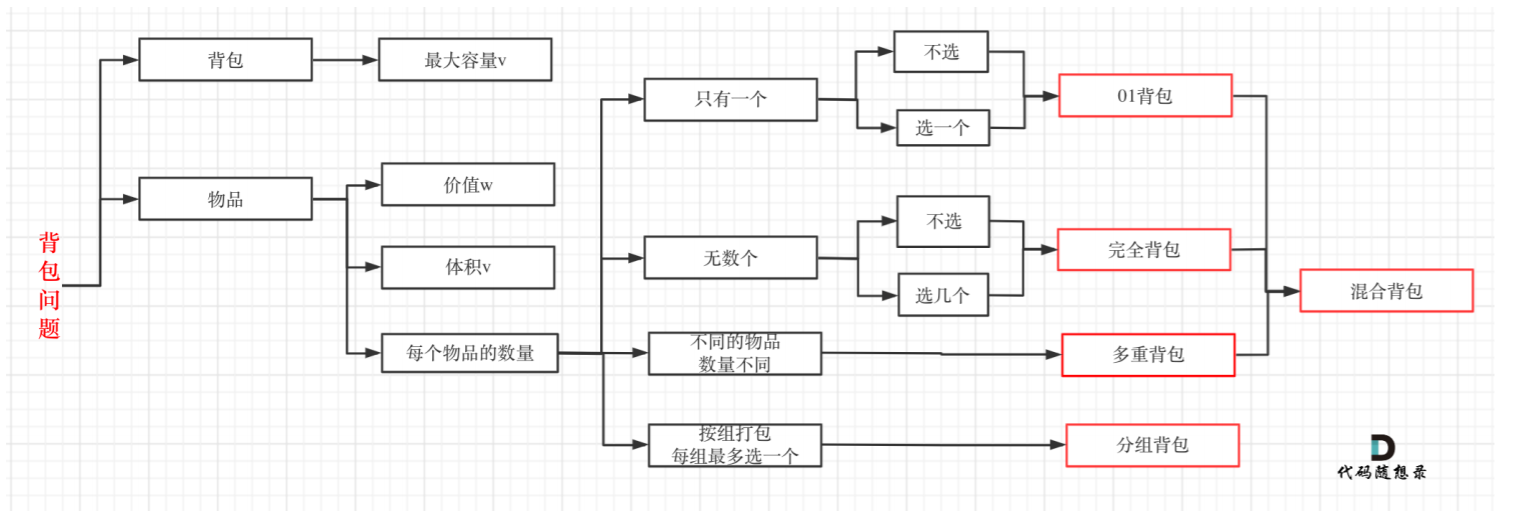 背包问题
背包
最大容量v
物品
价值w
体积v
每个物品的数量
只有一个
不选
选一个
01背包
无数个
不选
选几个
完全背包
不同的物品
数量不同
多重背包
混合背包
按组打包
每组最多选一个
分组背包
代码随想录